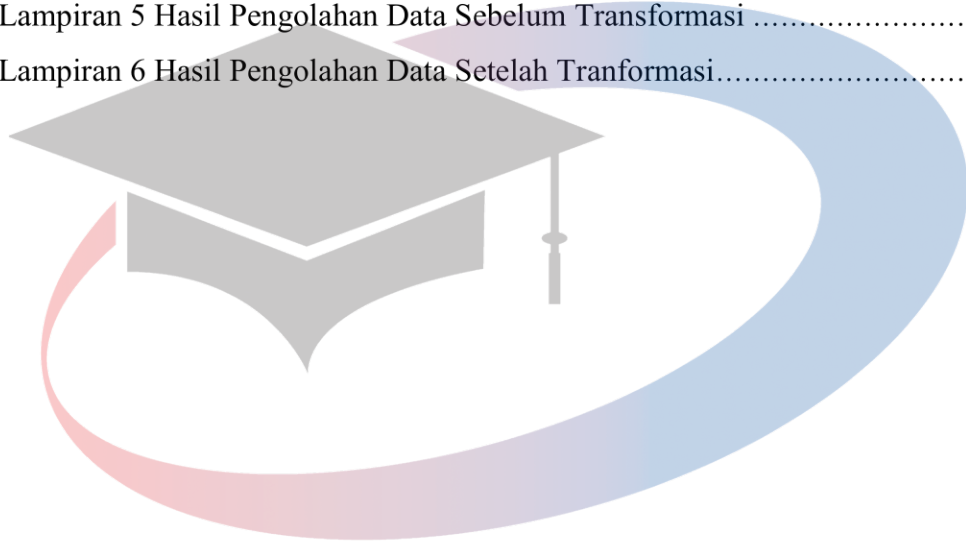 Lampiran 5 Hasil Pengolahan Data Sebelum Transformasi ........................
Lampiran 6 Hasil Pengolahan Data Setelah Tranformasi............................